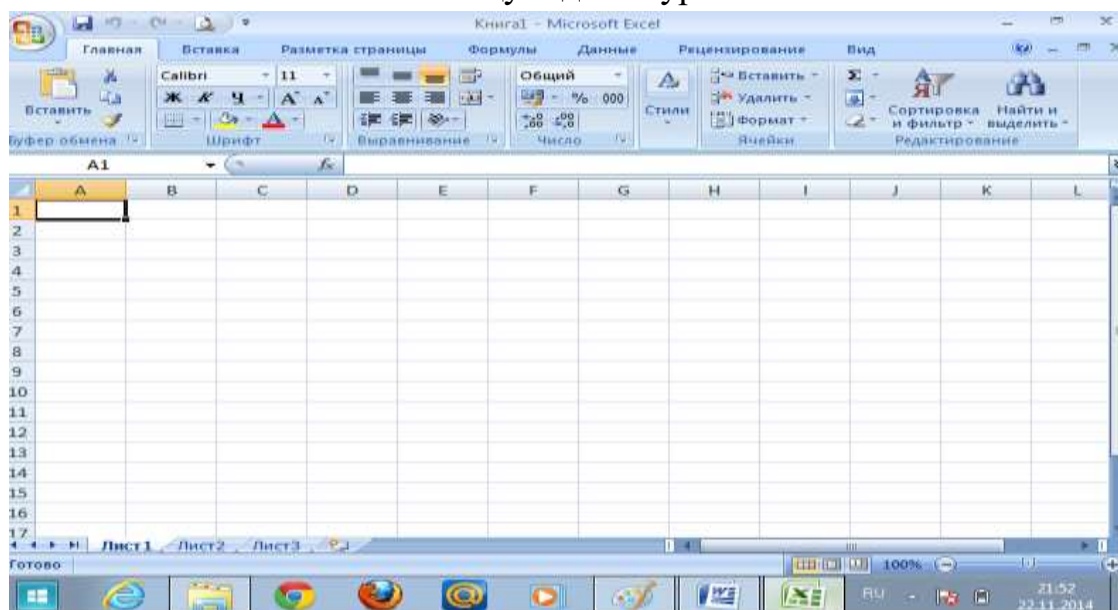 Книга1 - Microsoft Excel
Главная Вставка Разметка страницы Формулы Данные Рецензирование Вид
Calibri 11 Общий Вставить Σ
Вставить Ж К Ч А А % 000 Стили Удалить Сортировка и фильтр Найти и выделить
А Формат
Буфер обмена Шрифт Выравнивание Число Ячейки Редактирование
A1 fx
A B C D E F G H I J K L
1
2
3
4
5
6
7
8
9
10
11
12
13
14
15
16
17
Лист1 Лист2 Лист3
Готово 100%
RU 21:52
22.11.2014